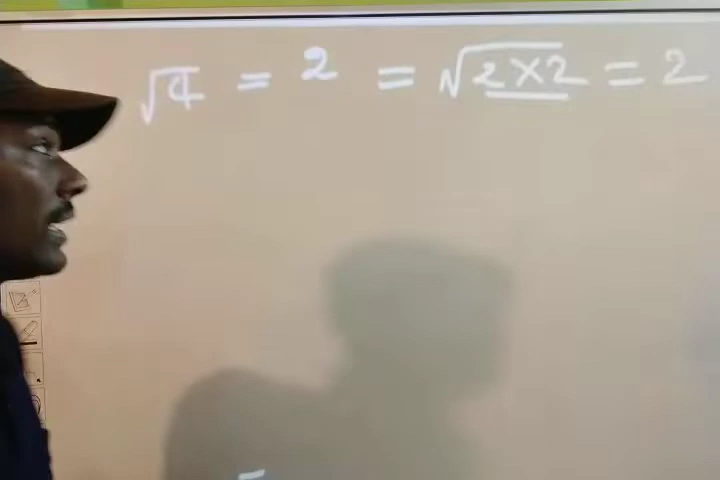 √4 = 2 = √2×2 = 2